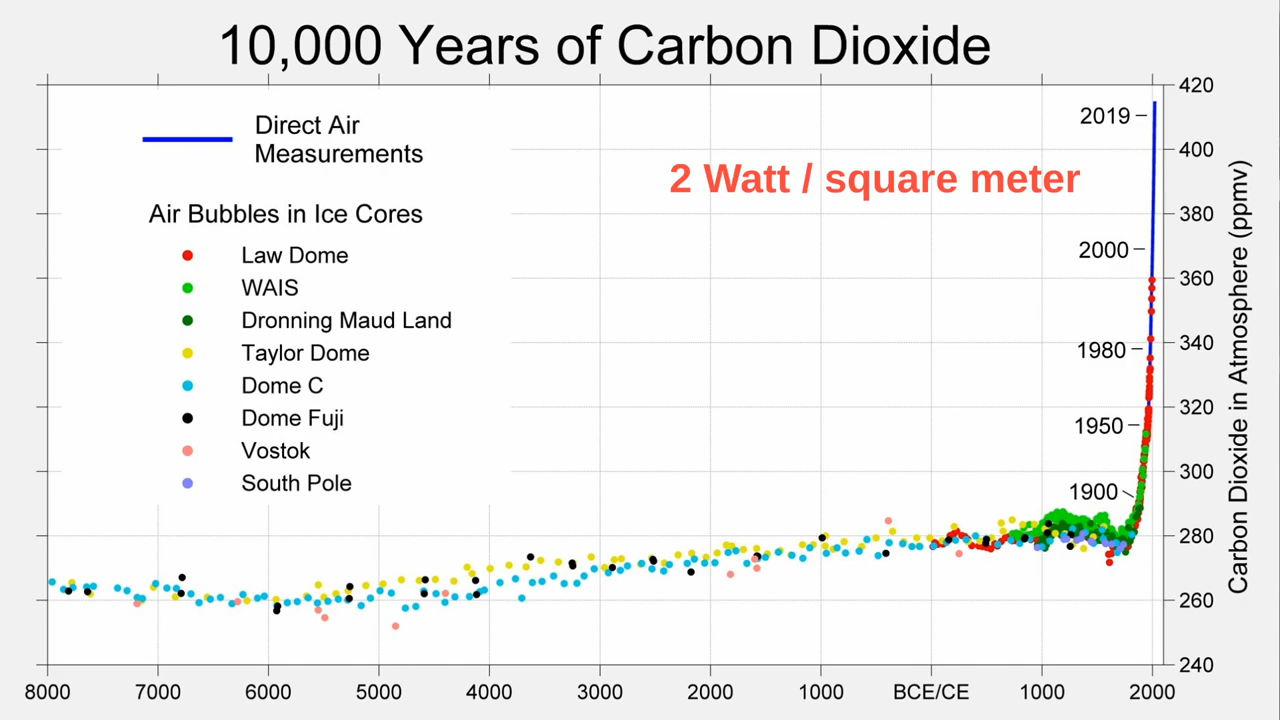 10,000 Years of Carbon Dioxide
Direct Air
Measurements
Air Bubbles in Ice Cores
Law Dome
WAIS
Dronning Maud Land
Taylor Dome
Dome C
Dome Fuji
Vostok
South Pole
2 Watt / square meter
2019
2000
1980
1950
1900
420
400
380
360
340
320
300
280
260
240
Carbon Dioxide in Atmosphere (ppmv)
8000 7000 6000 5000 4000 3000 2000 1000 BCE/CE 1000 2000